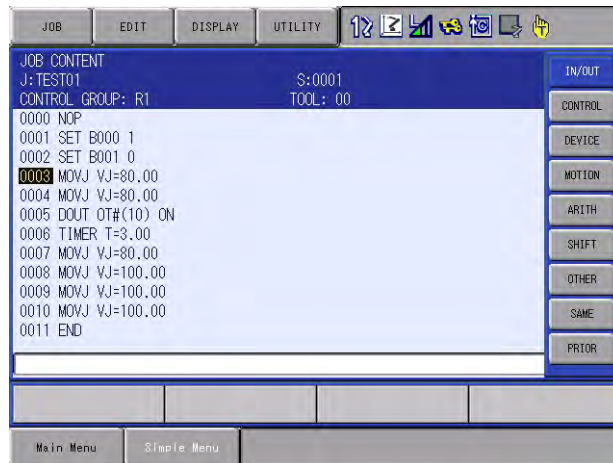 JOB EDIT DISPLAY UTILITY
JOB CONTENT
J:TEST01 S:0001
CONTROL GROUP: R1 TOOL: 00
0000 NOP
0001 SET B000 1
0002 SET B001 0
0003 MOVJ VJ=80.00
0004 MOVJ VJ=80.00
0005 DOUT OT#(10) ON
0006 TIMER T=3.00
0007 MOVJ VJ=80.00
0008 MOVJ VJ=100.00
0009 MOVJ VJ=100.00
0010 MOVJ VJ=100.00
0011 END
IN/OUT
CONTROL
DEVICE
MOTION
ARITH
SHIFT
OTHER
SAME
PRIOR
Main Menu Simple Menu